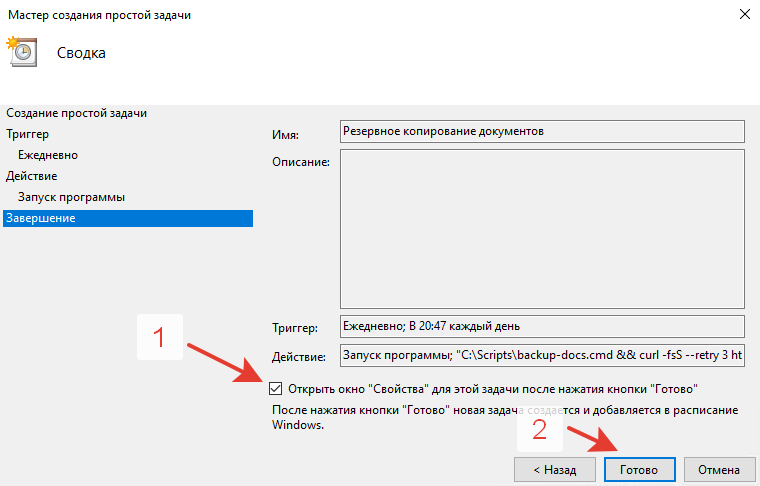 Мастер создания простой задачи
Сводка
Создание простой задачи
Триггер
Ежедневно
Действие
Запуск программы
Завершение
Имя:
Резервное копирование документов
Описание:
Триггер:
Ежедневно; В 20:47 каждый день
Действие:
Запуск программы; "C:\Scripts\backup-docs.cmd && curl -fsS --retry 3 ht
1
Открыть окно "Свойства" для этой задачи после нажатия кнопки "Готово"
После нажатия кнопки "Готово" новая задача создается и добавляется в расписание
Windows.
2
< Назад
Готово
Отмена